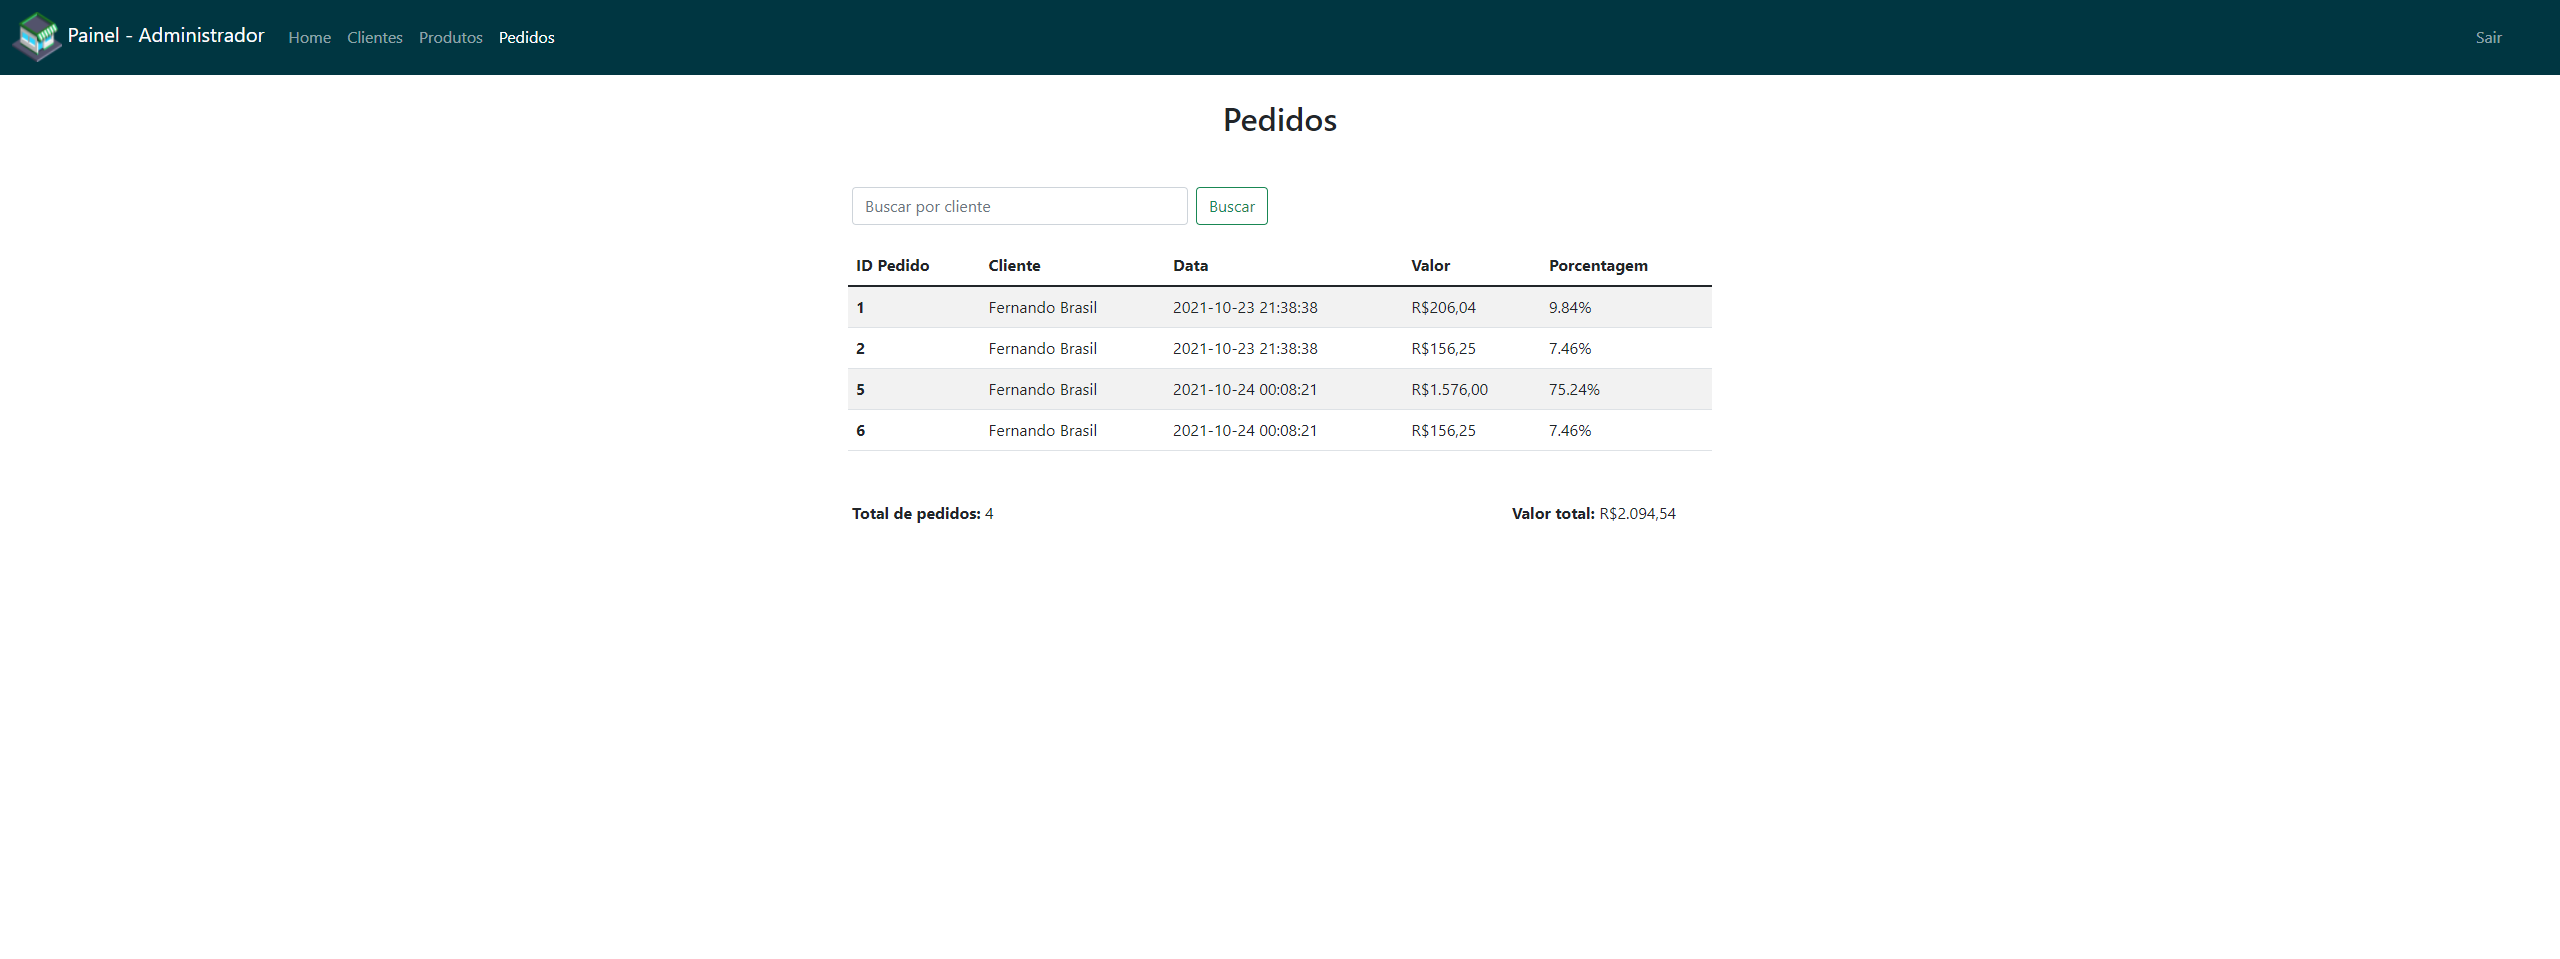 Painel - Administrador Home Clientes Produtos Pedidos Sair
Pedidos
Buscar por cliente Buscar
ID Pedido Cliente Data Valor Porcentagem
1 Fernando Brasil 2021-10-23 21:38:38 R$206,04 9.84%
2 Fernando Brasil 2021-10-23 21:38:38 R$156,25 7.46%
5 Fernando Brasil 2021-10-24 00:08:21 R$1.576,00 75.24%
6 Fernando Brasil 2021-10-24 00:08:21 R$156,25 7.46%
Total de pedidos: 4 Valor total: R$2.094,54